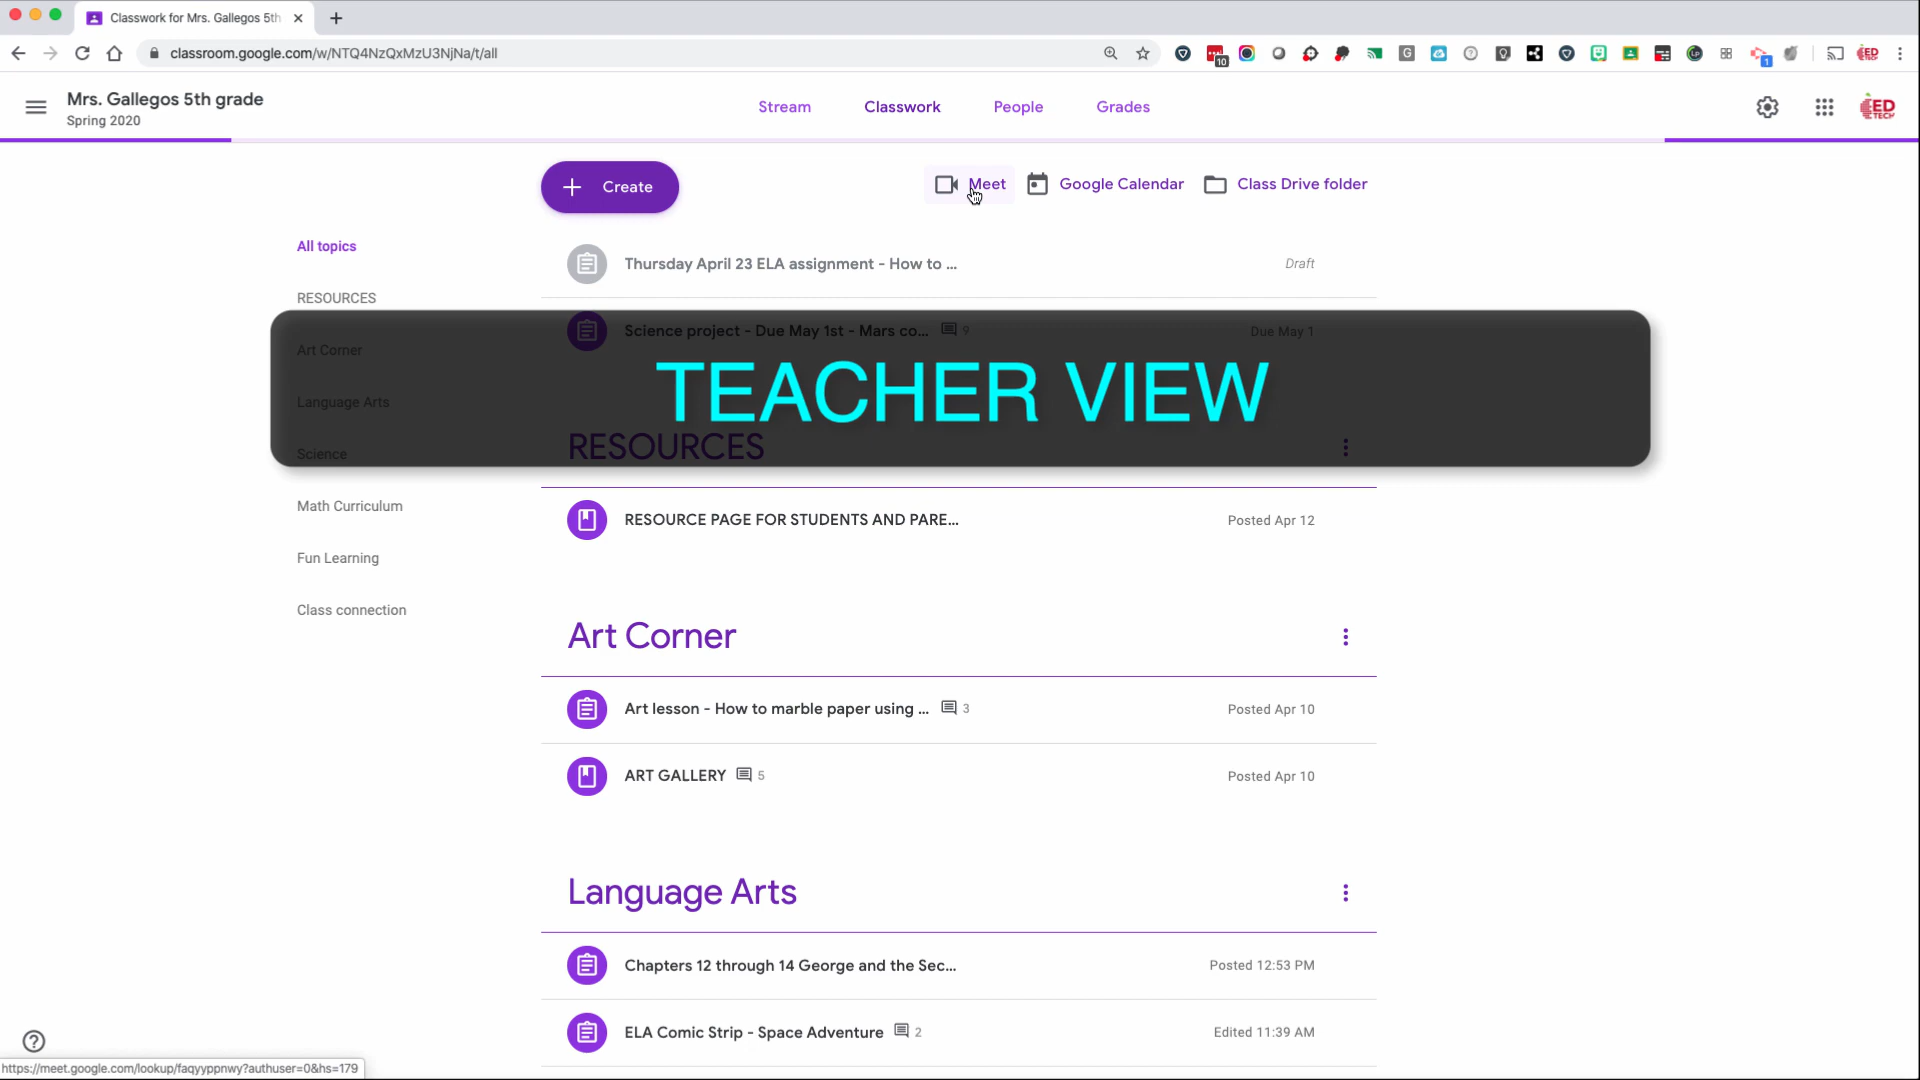 Classwork for Mrs. Gallegos 5th
classroom.google.com/w/NTQ4NzQxMzU3NjNa/t/all
10
1
Mrs. Gallegos 5th grade
Spring 2020
Stream
Classwork
People
Grades
ED
TECH
Create
Meet
Google Calendar
Class Drive folder
All topics
Thursday April 23 ELA assignment - How to ...
Draft
RESOURCES
Science project - Due May 1st - Mars co... 9
Due May 1
Art Corner
TEACHER VIEW
Language Arts
RESOURCES
Science
Math Curriculum
RESOURCE PAGE FOR STUDENTS AND PARE...
Posted Apr 12
Fun Learning
Class connection
Art Corner
Art lesson - How to marble paper using ... 3
Posted Apr 10
ART GALLERY 5
Posted Apr 10
Language Arts
Chapters 12 through 14 George and the Sec...
Posted 12:53 PM
ELA Comic Strip - Space Adventure 2
Edited 11:39 AM
https://meet.google.com/lookup/faqyyppnwy?authuser=0&hs=179